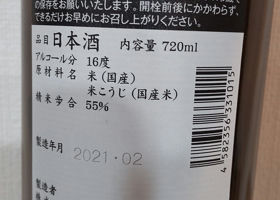 の保存をお願いいたします。開栓前後にかかわらず、
できるだけお早めにお召し上がりください。
品目 日本酒 内容量 720ml
アルコール分 16度
原材料名 米(国産)
米こうじ(国産米)
精米歩合 55%
製造年月 2021.02
製造者
4582354331015